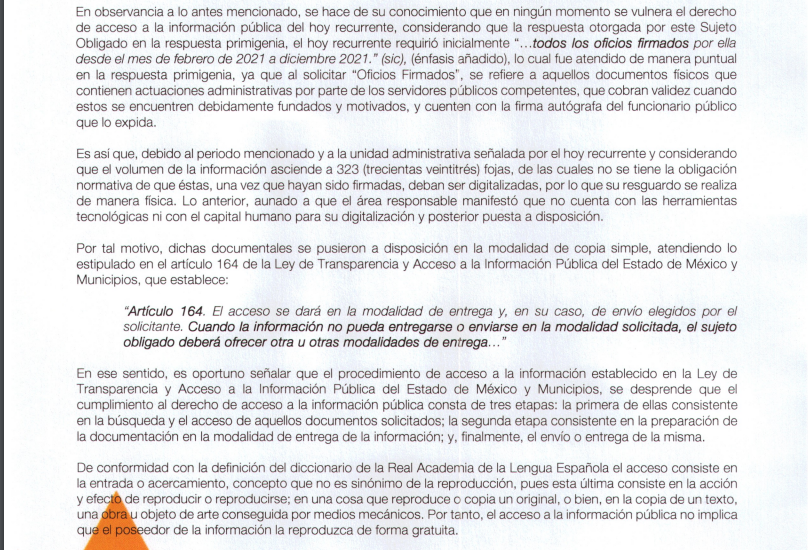 En observancia a lo antes mencionado, se hace de su conocimiento que en ningún momento se vulnera el derecho
de acceso a la información pública del hoy recurrente, considerando que la respuesta otorgada por este Sujeto
Obligado en la respuesta primigenia, el hoy recurrente requirió inicialmente “…todos los oficios firmados por ella
desde el mes de febrero de 2021 a diciembre 2021.” (sic), (énfasis añadido), lo cual fue atendido de manera puntual
en la respuesta primigenia, ya que al solicitar “Oficios Firmados”, se refiere a aquellos documentos físicos que
contienen actuaciones administrativas por parte de los servidores públicos competentes, que cobran validez cuando
estos se encuentren debidamente fundados y motivados, y cuenten con la firma autógrafa del funcionario público
que lo expida.
Es así que, debido al periodo mencionado y a la unidad administrativa señalada por el hoy recurrente y considerando
que el volumen de la información asciende a 323 (trecientas veintitrés) fojas, de las cuales no se tiene la obligación
normativa de que éstas, una vez que hayan sido firmadas, deban ser digitalizadas, por lo que su resguardo se realiza
de manera física. Lo anterior, aunado a que el área responsable manifestó que no cuenta con las herramientas
tecnológicas ni con el capital humano para su digitalización y posterior puesta a disposición.
Por tal motivo, dichas documentales se pusieron a disposición en la modalidad de copia simple, atendiendo lo
estipulado en el artículo 164 de la Ley de Transparencia y Acceso a la Información Pública del Estado de México y
Municipios, que establece:
“Artículo 164. El acceso se dará en la modalidad de entrega y, en su caso, de envío elegidos por el
solicitante. Cuando la información no pueda entregarse o enviarse en la modalidad solicitada, el sujeto
obligado deberá ofrecer otra u otras modalidades de entrega…”
En ese sentido, es oportuno señalar que el procedimiento de acceso a la información establecido en la Ley de
Transparencia y Acceso a la Información Pública del Estado de México y Municipios, se desprende que el
cumplimiento al derecho de acceso a la información pública consta de tres etapas: la primera de ellas consistente
en la búsqueda y el acceso de aquellos documentos solicitados; la segunda etapa consistente en la preparación de
la documentación en la modalidad de entrega de la información; y, finalmente, el envío o entrega de la misma.
De conformidad con la definición del diccionario de la Real Academia de la Lengua Española el acceso consiste en
la entrada o acercamiento, concepto que no es sinónimo de la reproducción, pues esta última consiste en la acción
y efecto de reproducir o reproducirse; en una cosa que reproduce o copia un original, o bien, en la copia de un texto,
una obra u objeto de arte conseguida por medios mecánicos. Por tanto, el acceso a la información pública no implica
que el poseedor de la información la reproduzca de forma gratuita.